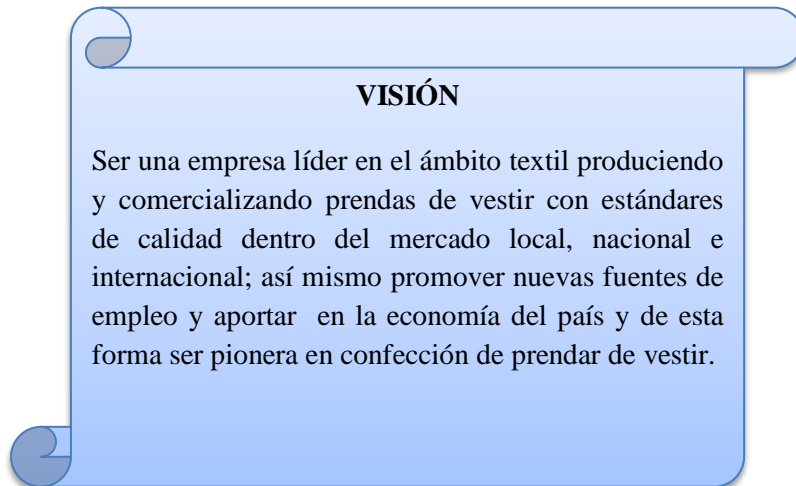 VISIÓN
Ser una empresa líder en el ámbito textil produciendo
y comercializando prendas de vestir con estándares
de calidad dentro del mercado local, nacional e
internacional; así mismo promover nuevas fuentes de
empleo y aportar  en la economía del país y de esta
forma ser pionera en confección de prendar de vestir.